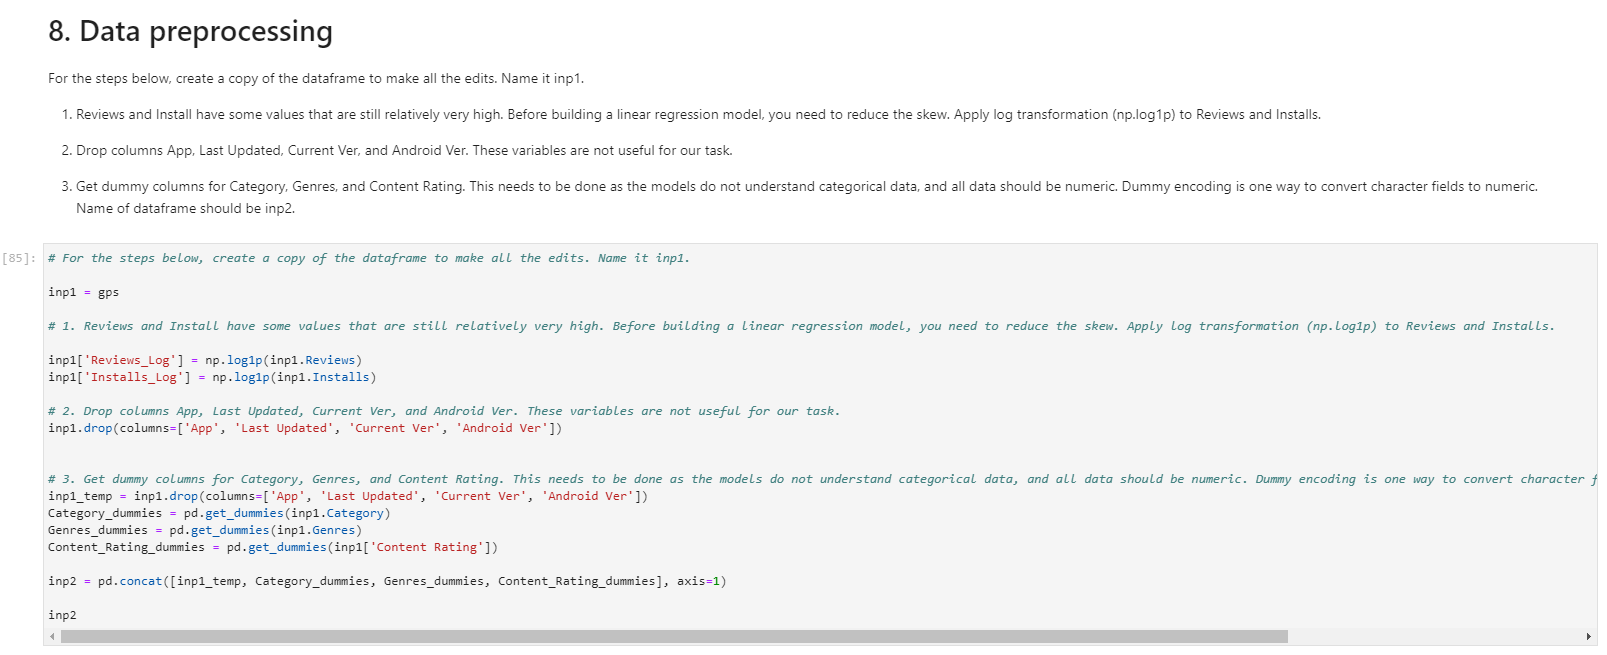 8. Data preprocessing
For the steps below, create a copy of the dataframe to make all the edits. Name it inp1.
1. Reviews and Install have some values that are still relatively very high. Before building a linear regression model, you need to reduce the skew. Apply log transformation (np.log1p) to Reviews and Installs.
2. Drop columns App, Last Updated, Current Ver, and Android Ver. These variables are not useful for our task.
3. Get dummy columns for Category, Genres, and Content Rating. This needs to be done as the models do not understand categorical data, and all data should be numeric. Dummy encoding is one way to convert character fields to numeric.
Name of dataframe should be inp2.
[85]:
# For the steps below, create a copy of the dataframe to make all the edits. Name it inp1.
inp1 = gps
# 1. Reviews and Install have some values that are still relatively very high. Before building a linear regression model, you need to reduce the skew. Apply log transformation (np.log1p) to Reviews and Installs.
inp1['Reviews_Log'] = np.log1p(inp1.Reviews)
inp1['Installs_Log'] = np.log1p(inp1.Installs)
# 2. Drop columns App, Last Updated, Current Ver, and Android Ver. These variables are not useful for our task.
inp1.drop(columns=['App', 'Last Updated', 'Current Ver', 'Android Ver'])
# 3. Get dummy columns for Category, Genres, and Content Rating. This needs to be done as the models do not understand categorical data, and all data should be numeric. Dummy encoding is one way to convert character f
inp1_temp = inp1.drop(columns=['App', 'Last Updated', 'Current Ver', 'Android Ver'])
Category_dummies = pd.get_dummies(inp1.Category)
Genres_dummies = pd.get_dummies(inp1.Genres)
Content_Rating_dummies = pd.get_dummies(inp1['Content Rating'])
inp2 = pd.concat([inp1_temp, Category_dummies, Genres_dummies, Content_Rating_dummies], axis=1)
inp2